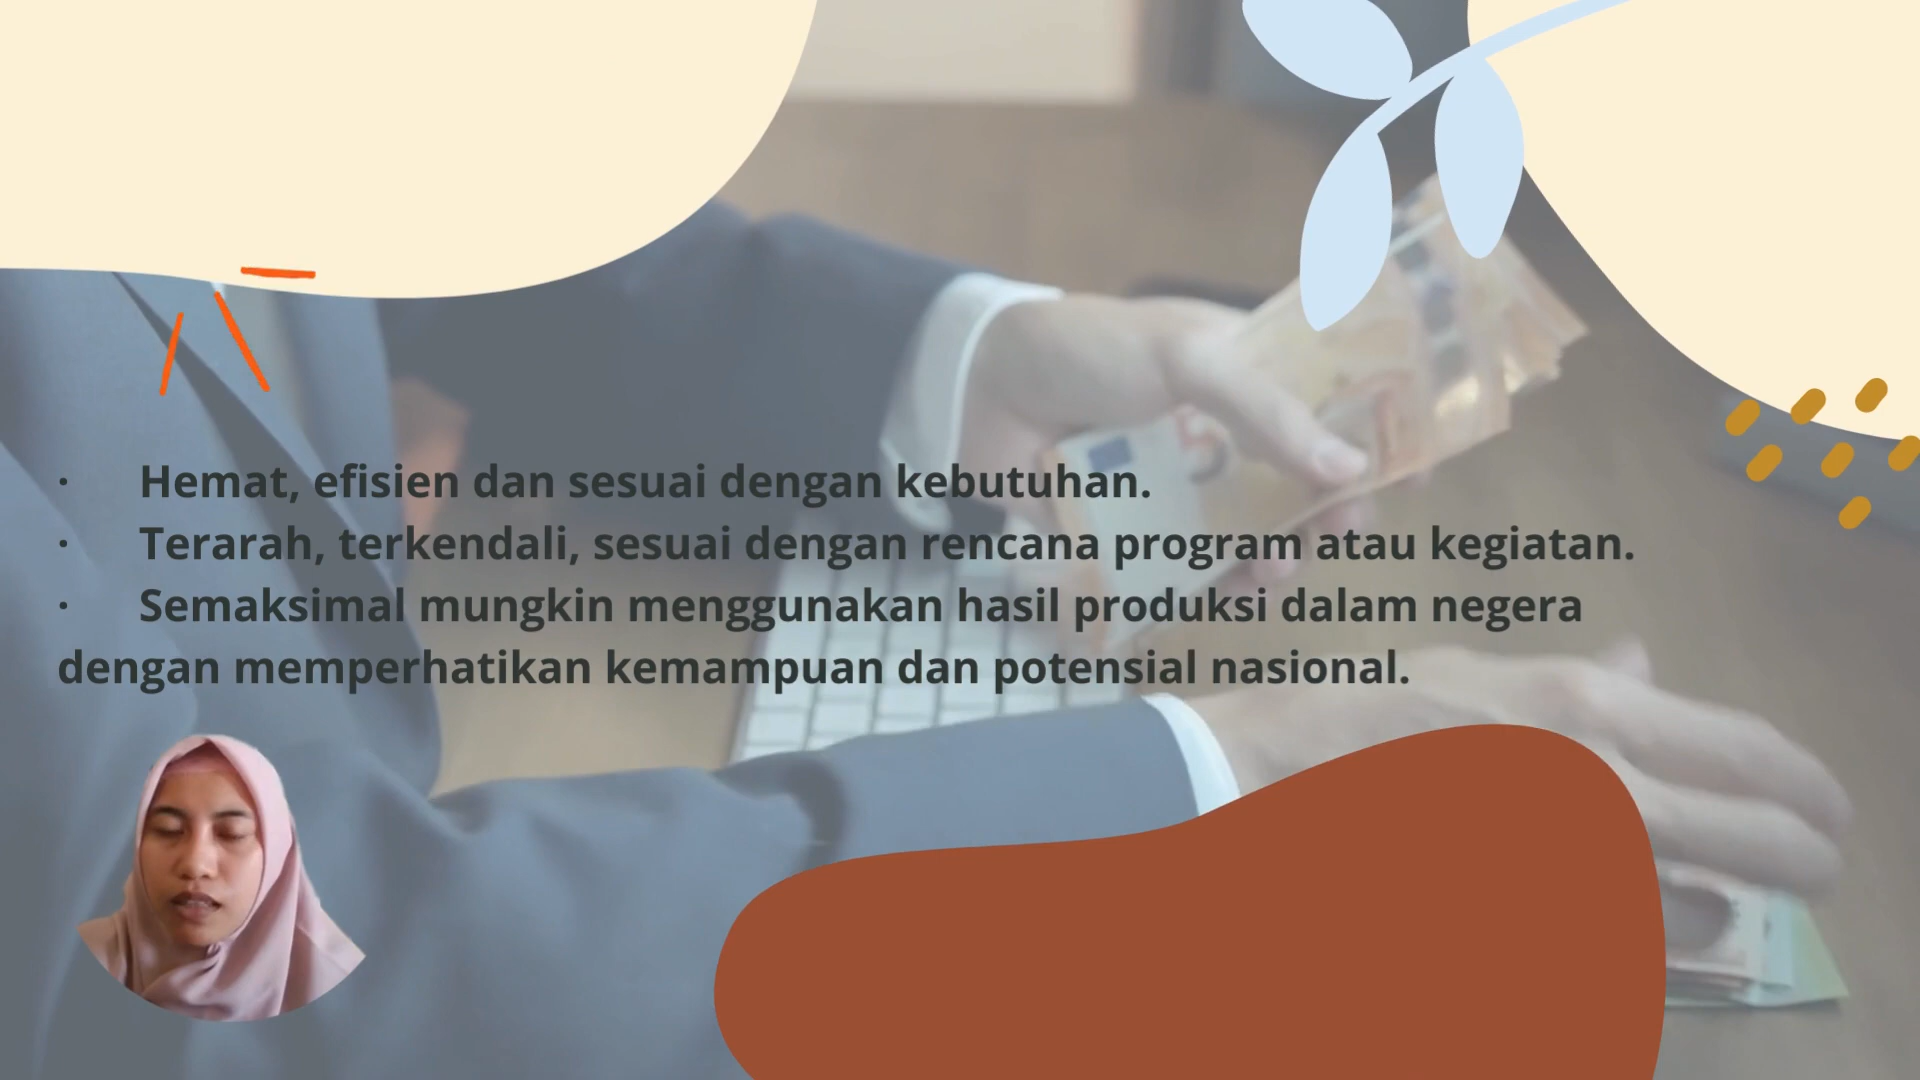 · Hemat, efisien dan sesuai dengan kebutuhan.
· Terarah, terkendali, sesuai dengan rencana program atau kegiatan.
· Semaksimal mungkin menggunakan hasil produksi dalam negera
dengan memperhatikan kemampuan dan potensial nasional.